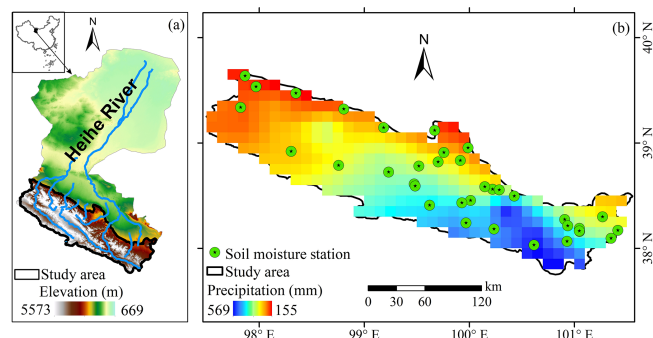 (a)
N
Heihe River
Study area
Elevation (m)
5573 669
(b)
N
40° N
39° N
38° N
Soil moisture station
Study area
Precipitation (mm)
569 155
km
0 30 60 120
98° E 99° E 100° E 101° E